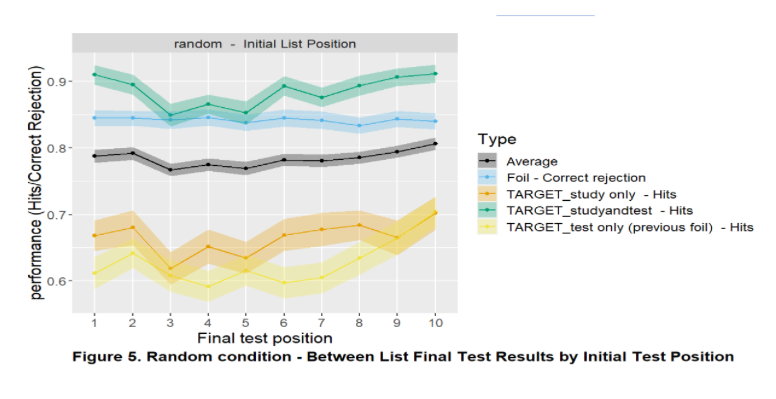 random - Initial List Position
performance (Hits/Correct Rejection)
0.9
0.8
0.7
0.6
1 2 3 4 5 6 7 8 9 10
Final test position
Type
Average
Foil - Correct rejection
TARGET_study only - Hits
TARGET_studyandtest - Hits
TARGET_test only (previous foil) - Hits
Figure 5. Random condition - Between List Final Test Results by Initial Test Position